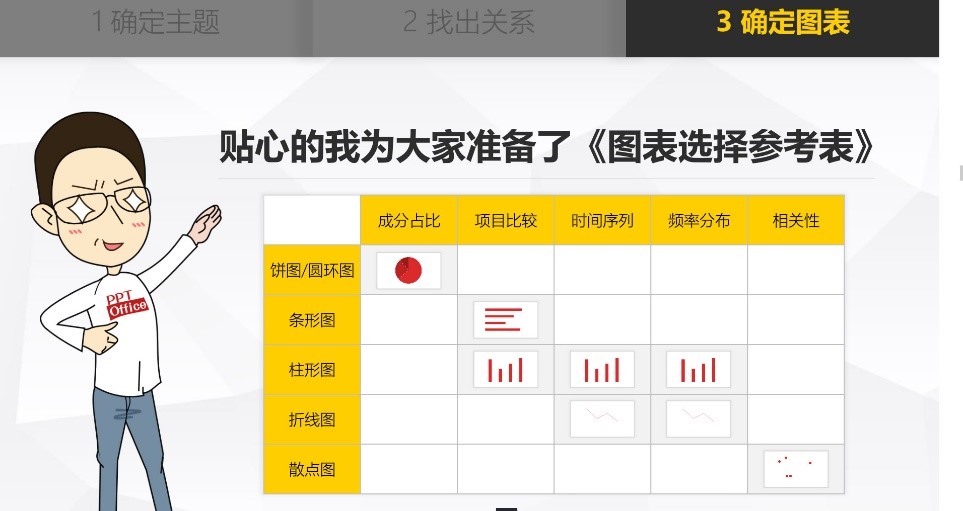 1 确定主题
2 找出关系
3 确定图表
贴心的我为大家准备了《图表选择参考表》
成分占比 项目比较 时间序列 频率分布 相关性
饼图/圆环图
条形图
柱形图
折线图
散点图
PPT
Office